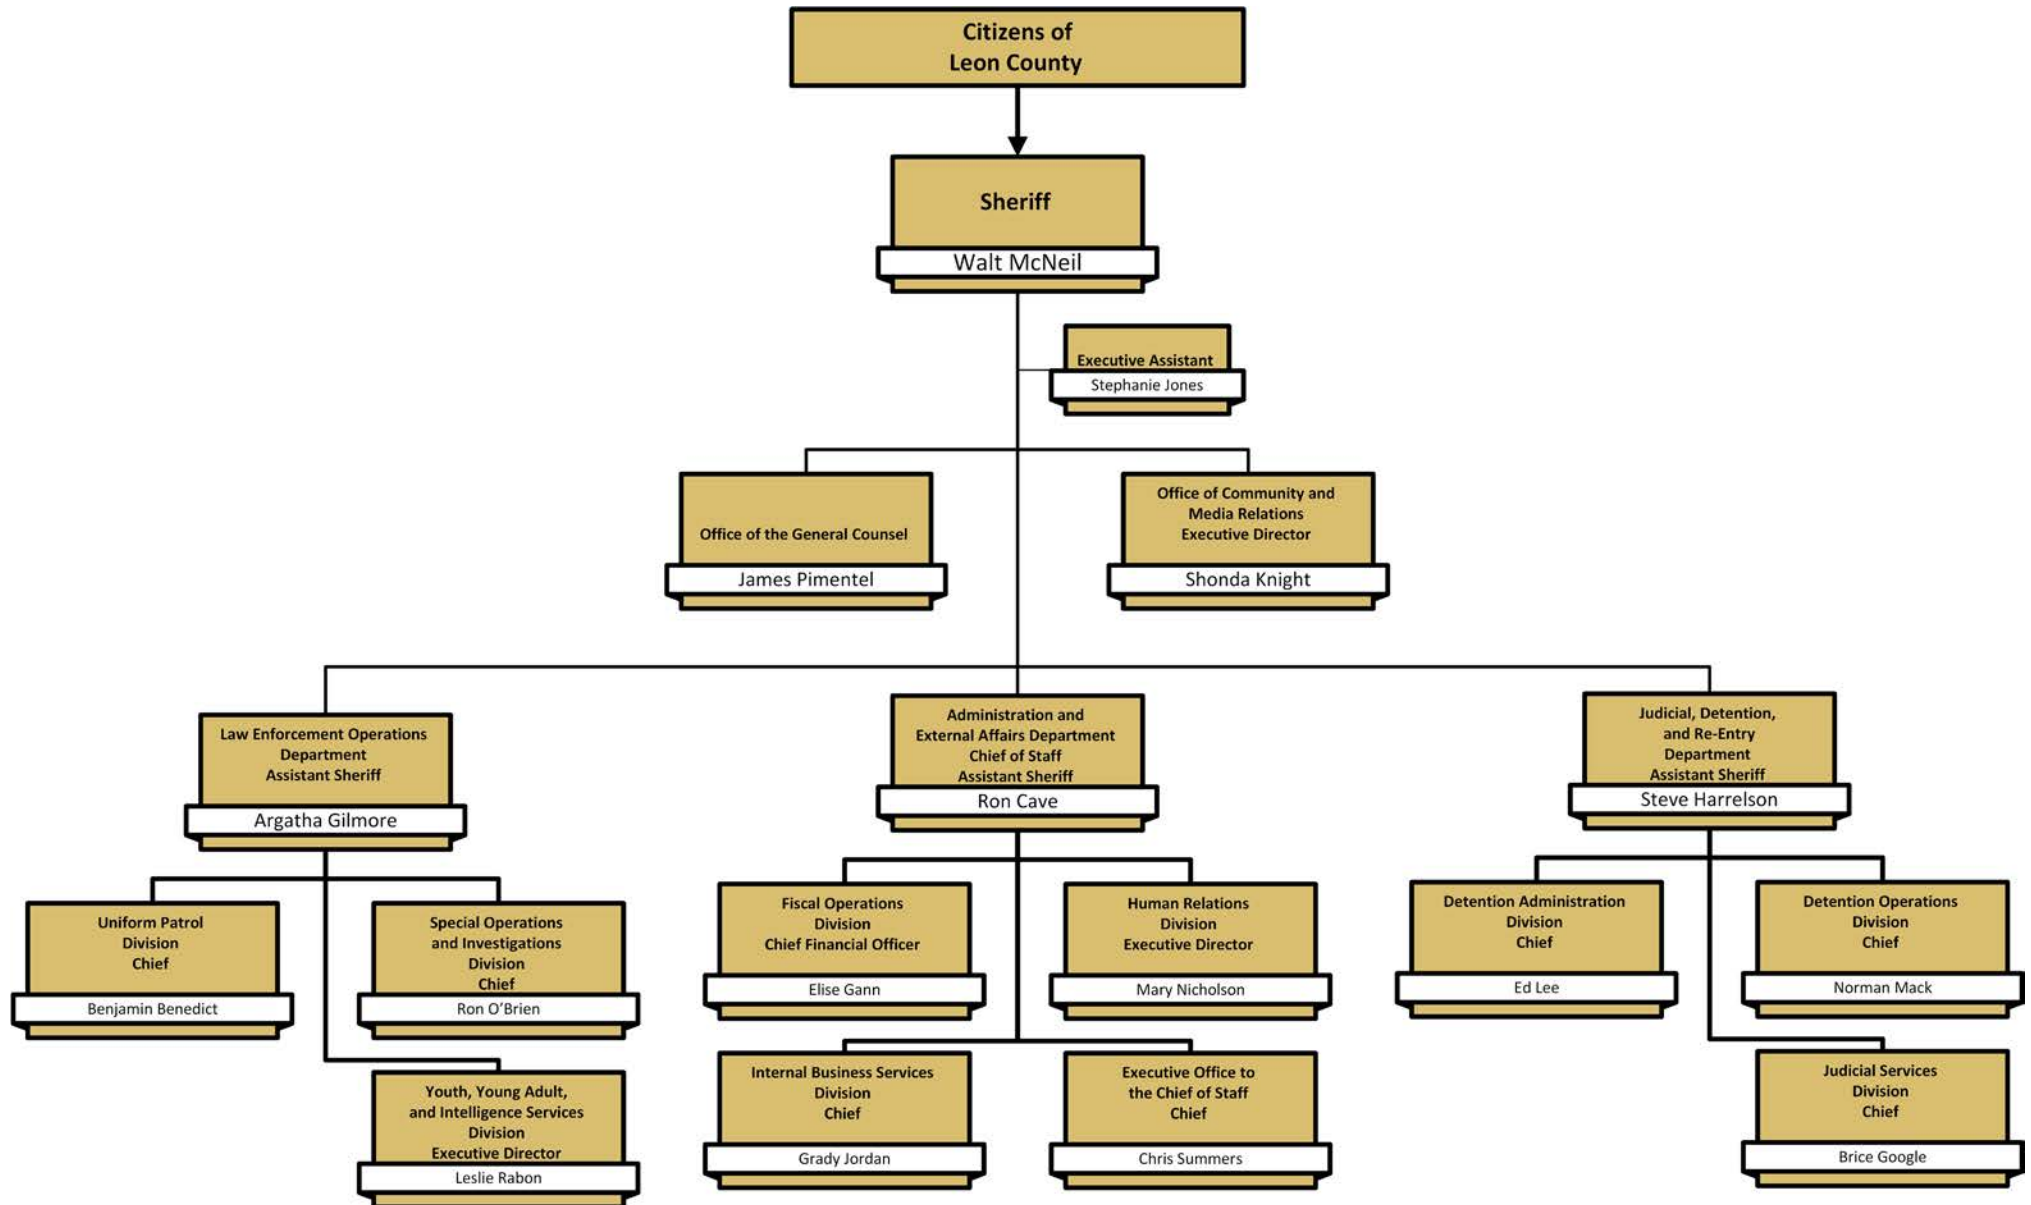 Citizens of
Leon County
Sheriff
Walt McNeil
Executive Assistant
Stephanie Jones
Office of the General Counsel
James Pimentel
Office of Community and
Media Relations
Executive Director
Shonda Knight
Law Enforcement Operations
Department
Assistant Sheriff
Argatha Gilmore
Administration and
External Affairs Department
Chief of Staff
Assistant Sheriff
Ron Cave
Judicial, Detention,
and Re-Entry
Department
Assistant Sheriff
Steve Harrelson
Uniform Patrol
Division
Chief
Benjamin Benedict
Special Operations
and Investigations
Division
Chief
Ron O’Brien
Youth, Young Adult,
and Intelligence Services
Division
Executive Director
Leslie Rabon
Fiscal Operations
Division
Chief Financial Officer
Elise Gann
Human Relations
Division
Executive Director
Mary Nicholson
Internal Business Services
Division
Chief
Grady Jordan
Executive Office to
the Chief of Staff
Chief
Chris Summers
Detention Administration
Division
Chief
Ed Lee
Detention Operations
Division
Chief
Norman Mack
Judicial Services
Division
Chief
Brice Google